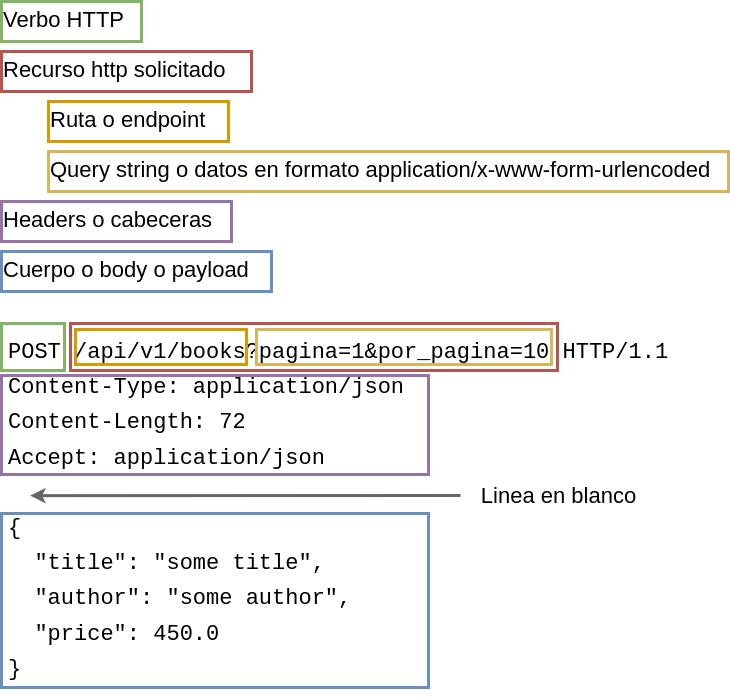 Verbo HTTP
Recurso http solicitado
Ruta o endpoint
Query string o datos en formato application/x-www-form-urlencoded
Headers o cabeceras
Cuerpo o body o payload
POST /api/v1/books?pagina=1&por_pagina=10 HTTP/1.1
Content-Type: application/json
Content-Length: 72
Accept: application/json
Linea en blanco
{
  "title": "some title",
  "author": "some author",
  "price": 450.0
}